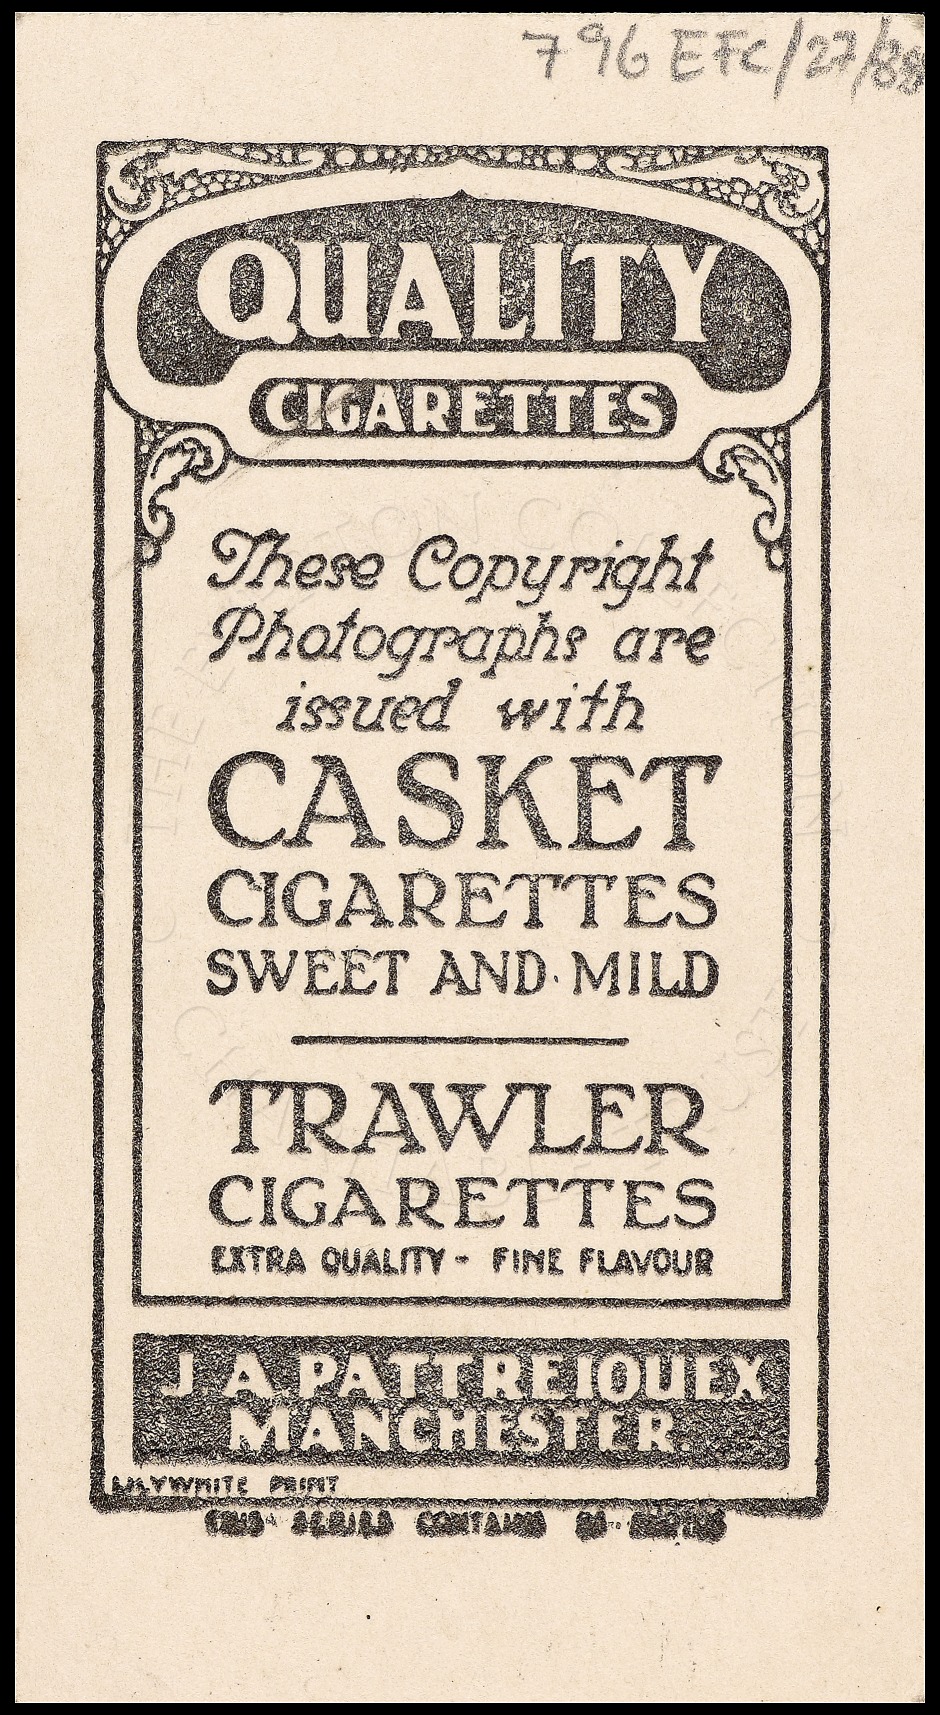 796 EFC/27/88
QUALITY
CIGARETTES
These Copyright
Photographs are
issued with
CASKET
CIGARETTES
SWEET AND MILD
TRAWLER
CIGARETTES
EXTRA QUALITY - FINE FLAVOUR
J. A. PATTREIOUEX
MANCHESTER.
LILYWHITE PRINT
THIS SERIES CONTAINS